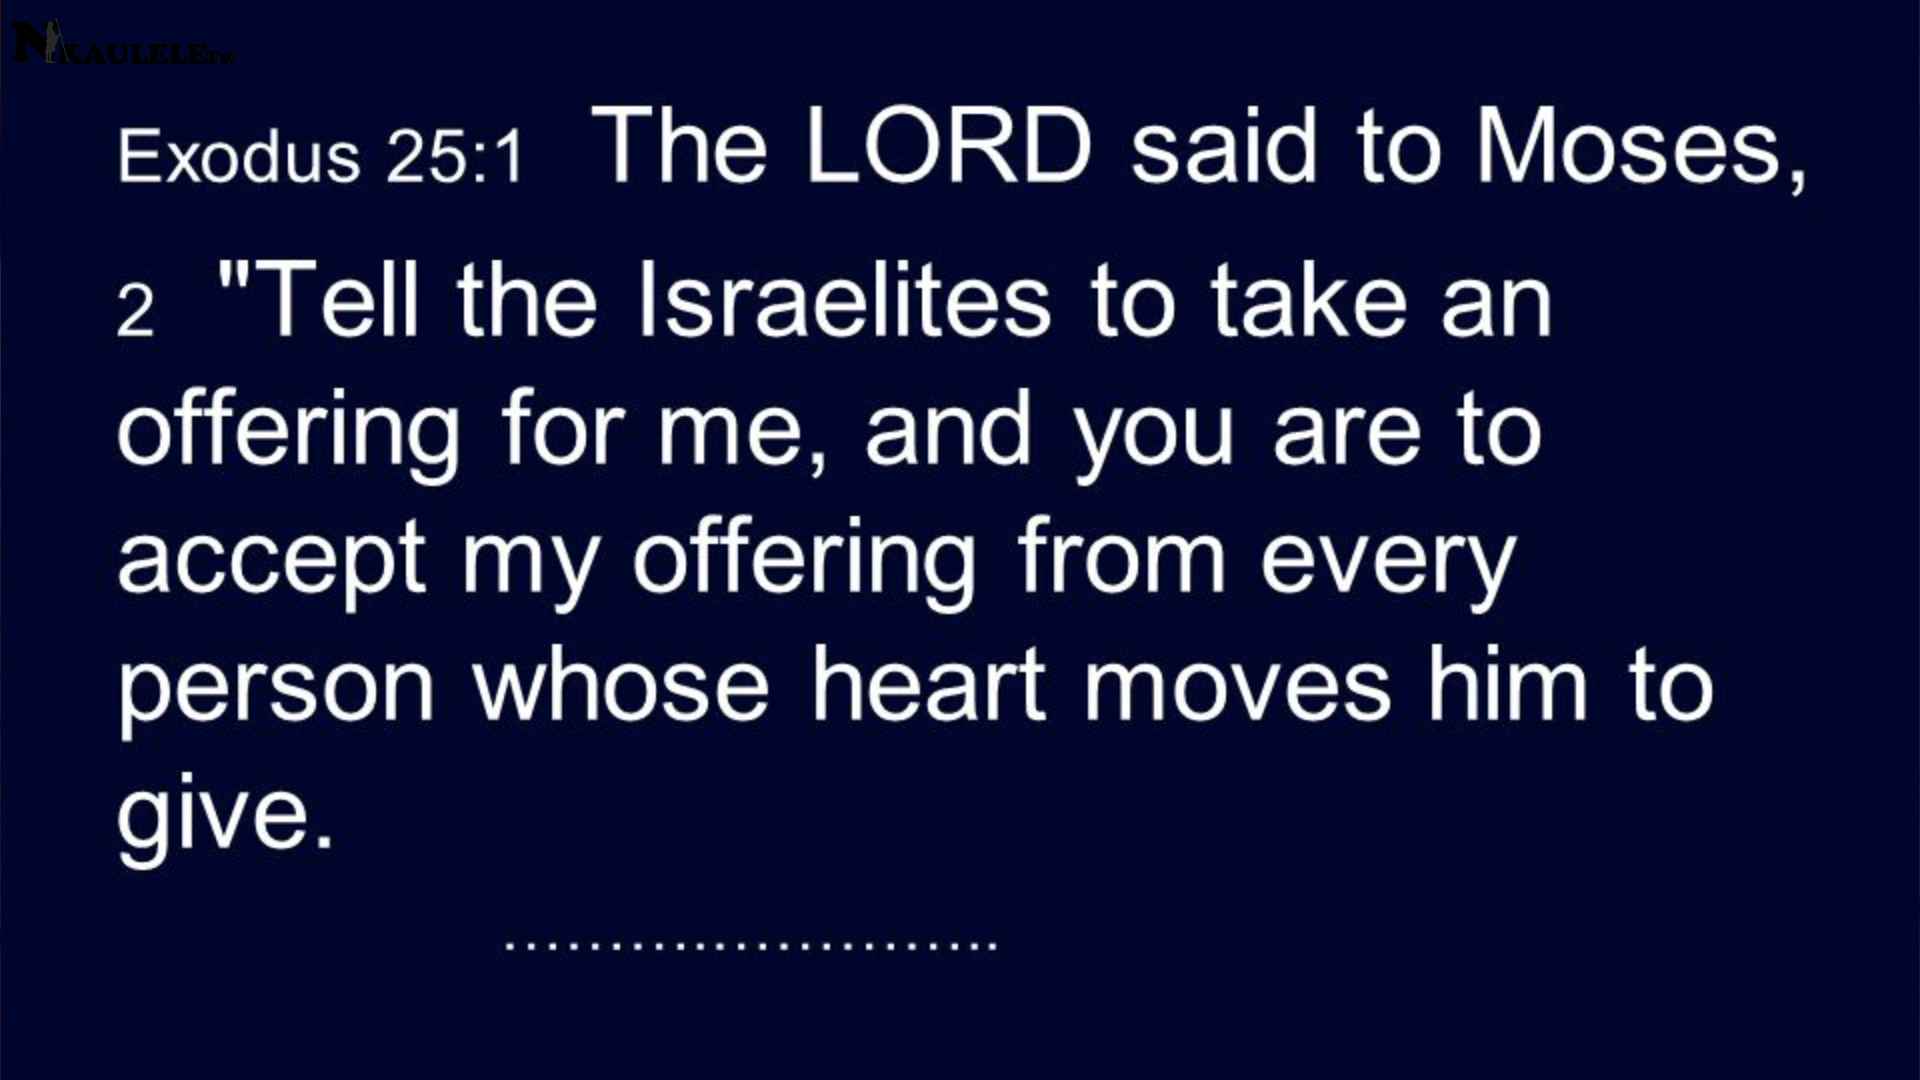 NKAULELETW
Exodus 25:1 The LORD said to Moses,
2 "Tell the Israelites to take an
offering for me, and you are to
accept my offering from every
person whose heart moves him to
give.
........................